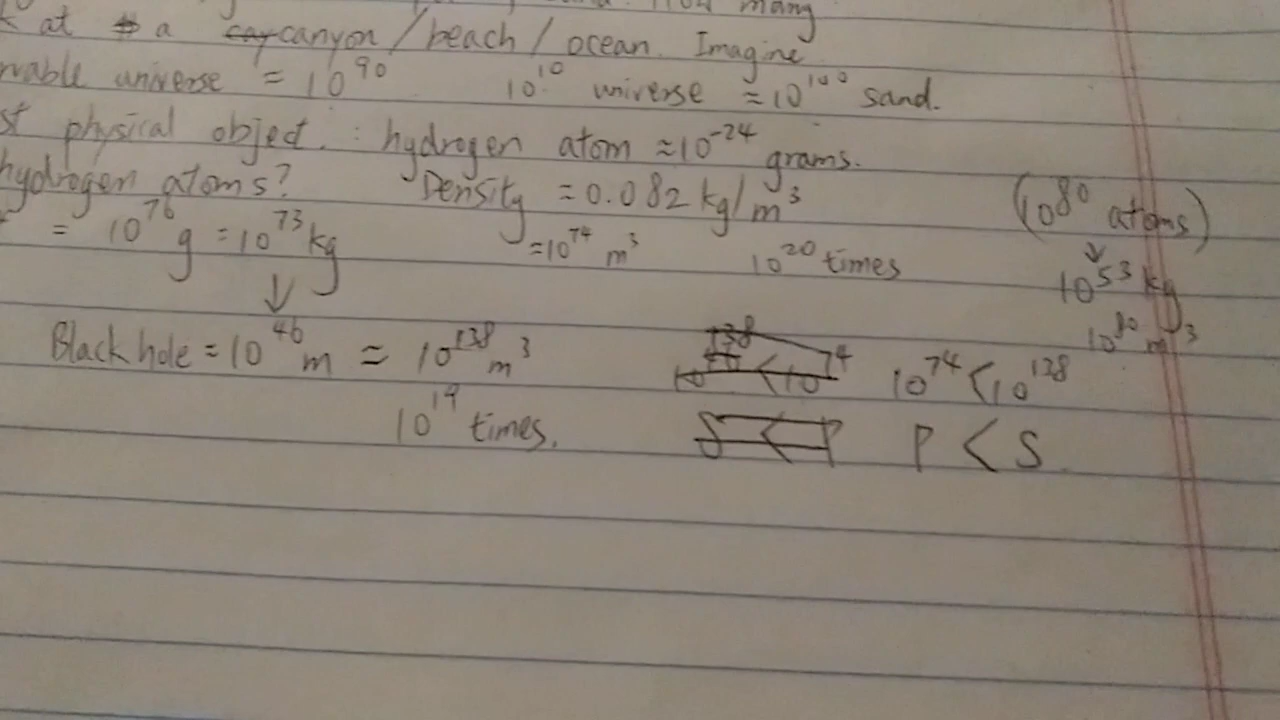 many
at a canyon / beach / ocean. Imagine
universe = 10^90 10^10 universe ≈ 10^100 sand.
st physical object. : hydrogen atom ≈ 10^-24 grams.
hydrogen atoms? Density = 0.082 kg/m^3 (10^80 atoms)
= 10^76 g = 10^73 kg = 10^74 m^3 10^20 times ↓ 10^53 kg
↓ 10^80 m^3
Black hole = 10^46 m = 10^138 m^3 10^74 < 10^138
10^19 times. P < S